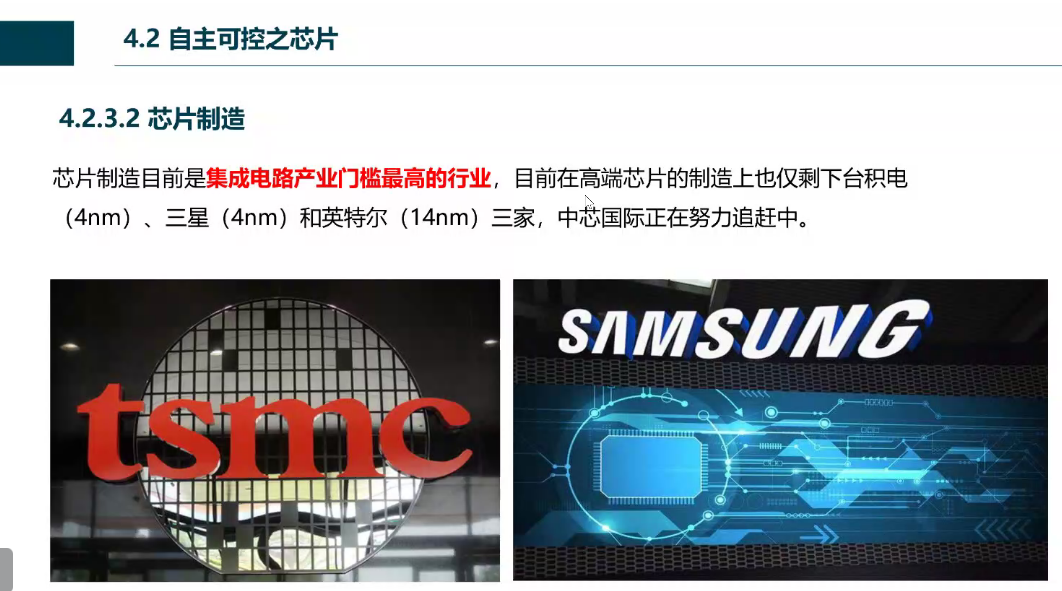 4.2 自主可控之芯片
4.2.3.2 芯片制造
芯片制造目前是集成电路产业门槛最高的行业，目前在高端芯片的制造上也仅剩下台积电
（4nm）、三星（4nm）和英特尔（14nm）三家，中芯国际正在努力追赶中。
tsmc
SAMSUNG